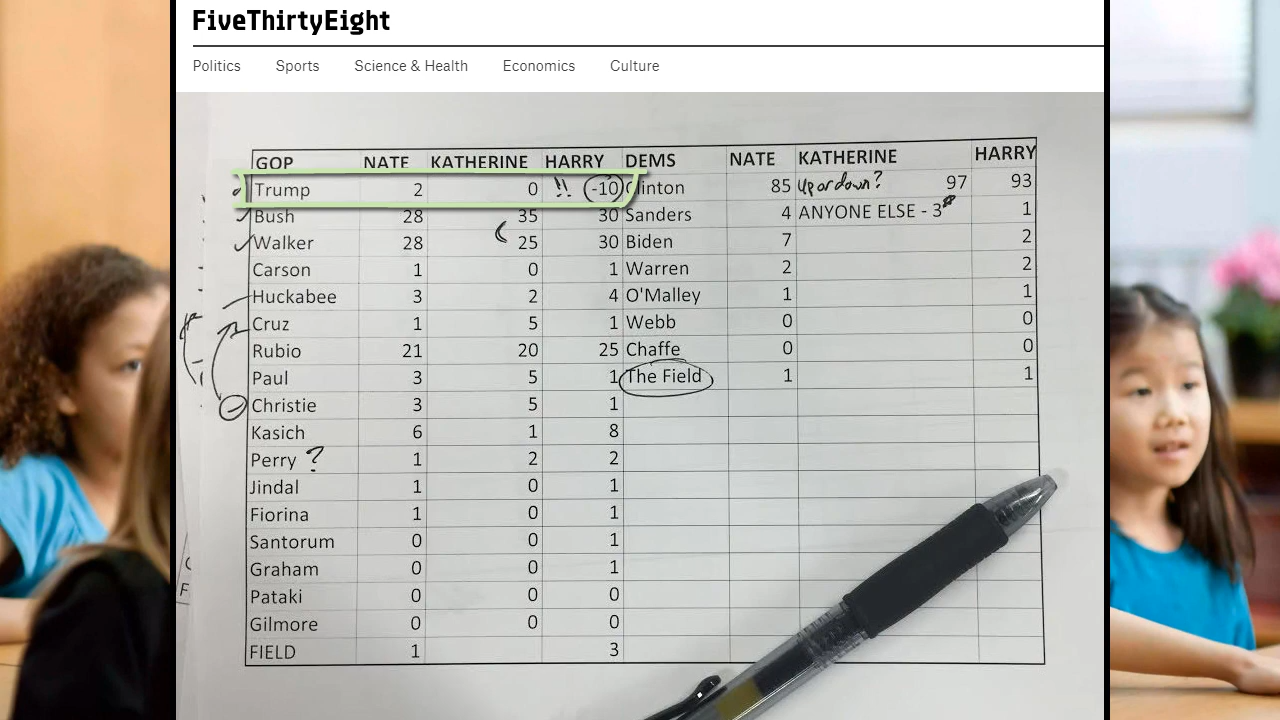 FiveThirtyEight
Politics Sports Science & Health Economics Culture
GOP NATE KATHERINE HARRY DEMS NATE KATHERINE HARRY
Trump 2 0 !! -10 Clinton 85 up or down? 97 93
Bush 28 35 30 Sanders 4 ANYONE ELSE - 3 1
Walker 28 25 30 Biden 7 2
Carson 1 0 1 Warren 2 2
Huckabee 3 2 4 O'Malley 1 1
Cruz 1 5 1 Webb 0 0
Rubio 21 20 25 Chaffe 0 0
Paul 3 5 1 The Field 1 1
Christie 3 5 1
Kasich 6 1 8
Perry ? 1 2 2
Jindal 1 0 1
Fiorina 1 0 1
Santorum 0 0 1
Graham 0 0 1
Pataki 0 0 0
Gilmore 0 0 0
FIELD 1 3